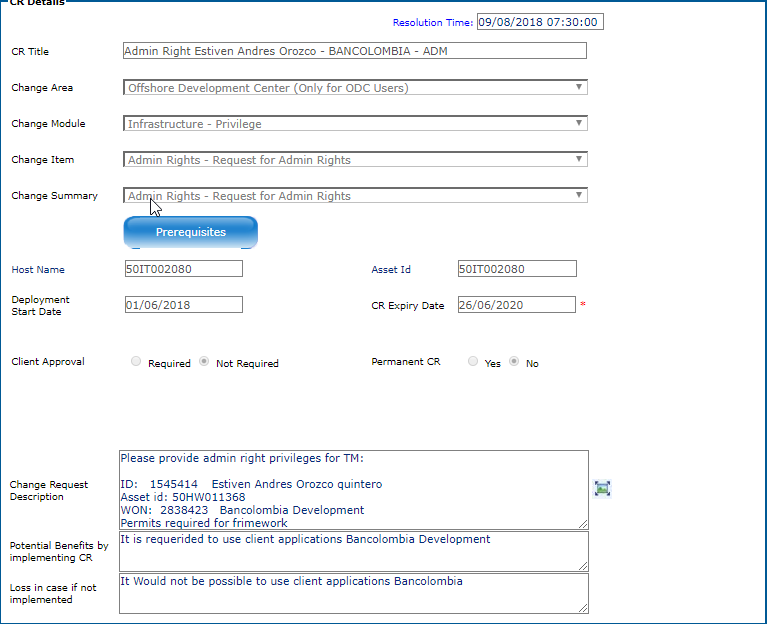 CR Details
Resolution Time: 09/08/2018 07:30:00
CR Title Admin Right Estiven Andres Orozco - BANCOLOMBIA - ADM
Change Area Offshore Development Center (Only for ODC Users)
Change Module Infrastructure - Privilege
Change Item Admin Rights - Request for Admin Rights
Change Summary Admin Rights - Request for Admin Rights
Prerequisites
Host Name 50IT002080 Asset Id 50IT002080
Deployment
Start Date 01/06/2018 CR Expiry Date 26/06/2020 *
Client Approval Required Not Required Permanent CR Yes No
Change Request
Description
Please provide admin right privileges for TM:
ID: 1545414 Estiven Andres Orozco quintero
Asset id: 50HW011368
WON: 2838423 Bancolombia Development
Permits required for frimework
Potential Benefits by
implementing CR
It is requerided to use client applications Bancolombia Development
Loss in case if not
implemented
It Would not be possible to use client applications Bancolombia